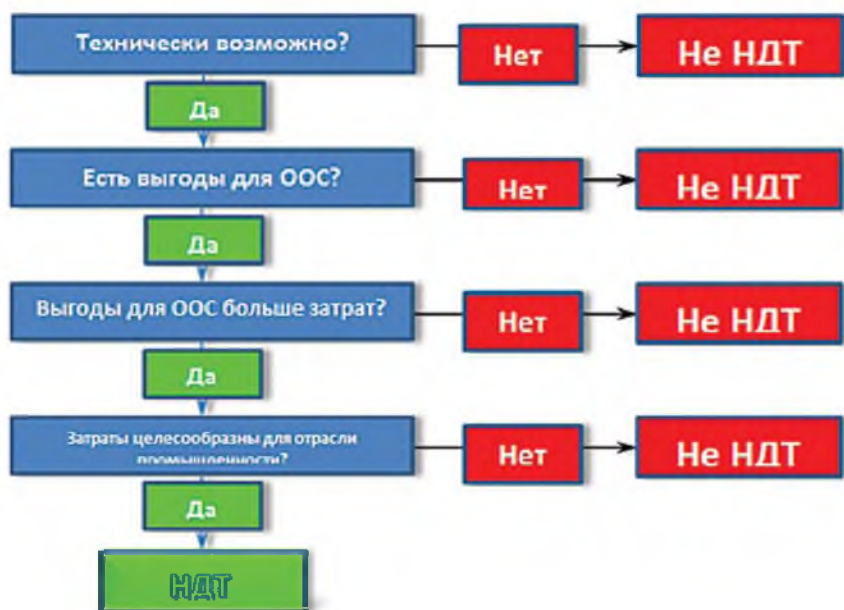 Технически возможно?
Нет
Не НДТ
Да
Есть выгоды для ООС?
Нет
Не НДТ
Да
Выгоды для ООС больше затрат?
Нет
Не НДТ
Да
Затраты целесообразны для отрасли
промышленности?
Нет
Не НДТ
Да
НДТ